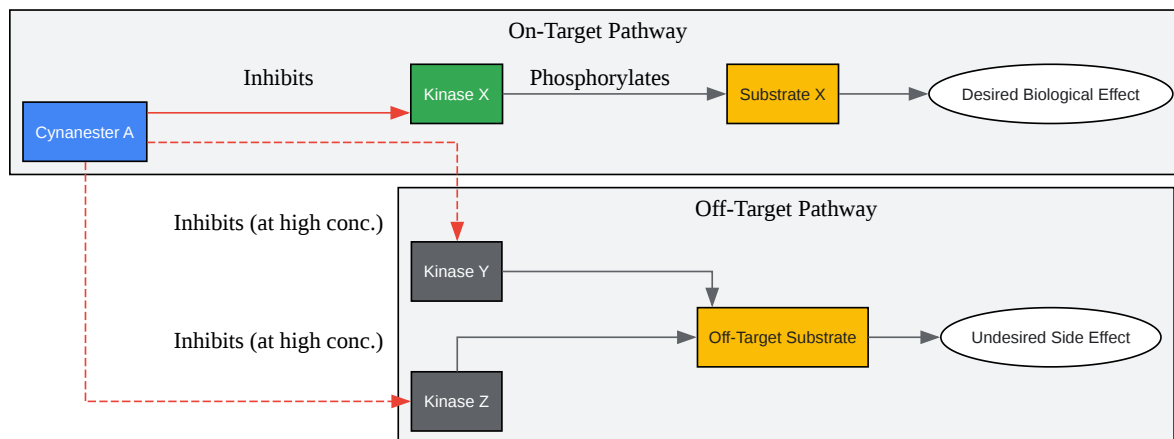 On-Target Pathway
Inhibits
Kinase X
Phosphorylates
Substrate X
Desired Biological Effect
Cynanester A
Off-Target Pathway
Inhibits (at high conc.)
Kinase Y
Inhibits (at high conc.)
Off-Target Substrate
Undesired Side Effect
Kinase Z